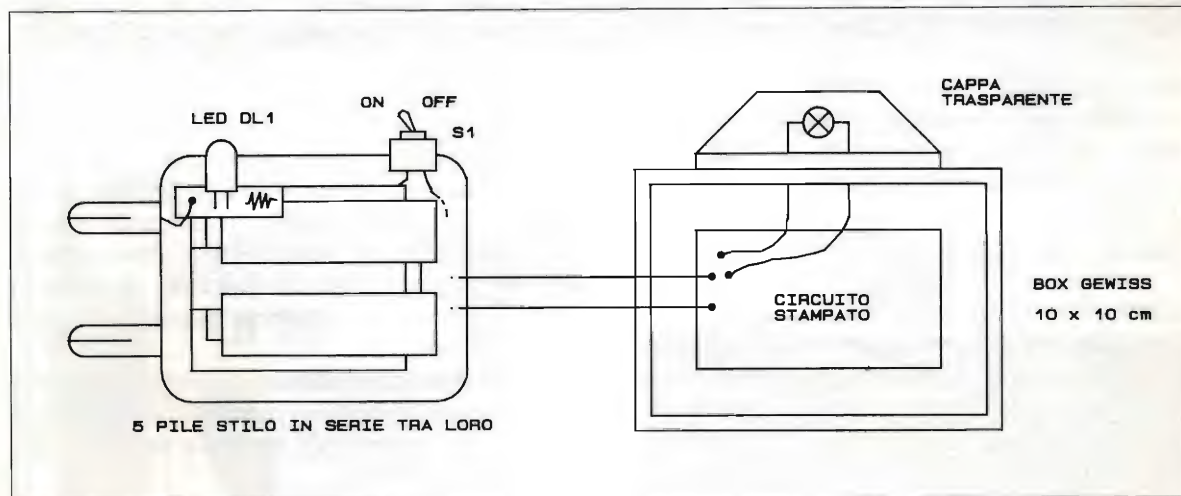 LED DL1
ON OFF
S1
5 PILE STILO IN SERIE TRA LORO
CAPPA
TRASPARENTE
CIRCUITO
STAMPATO
BOX GEWISS
10 x 10 cm